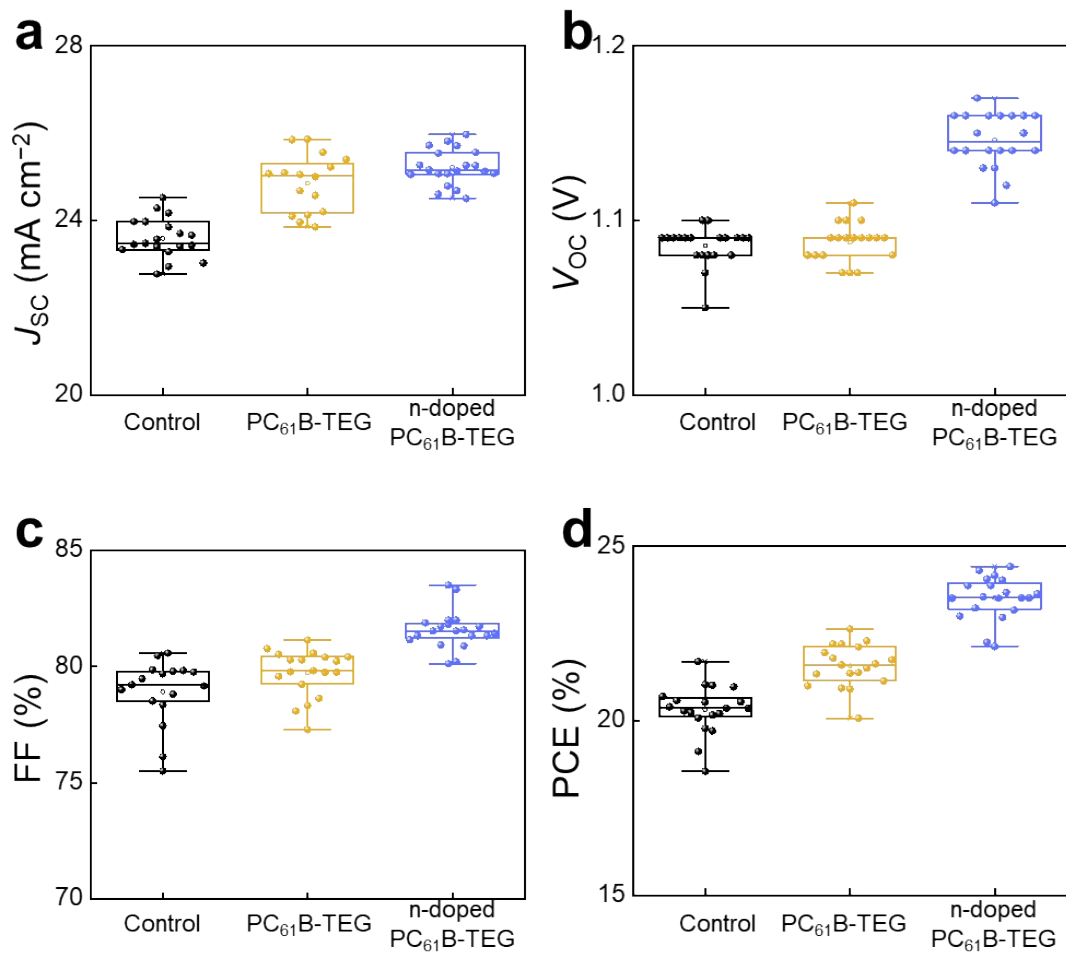 a
28
24
20
J_SC (mA cm⁻²)
Control
PC₆₁B-TEG
n-doped
PC₆₁B-TEG
b
1.2
1.1
1.0
V_OC (V)
Control
PC₆₁B-TEG
n-doped
PC₆₁B-TEG
c
85
80
75
70
FF (%)
Control
PC₆₁B-TEG
n-doped
PC₆₁B-TEG
d
25
20
15
PCE (%)
Control
PC₆₁B-TEG
n-doped
PC₆₁B-TEG